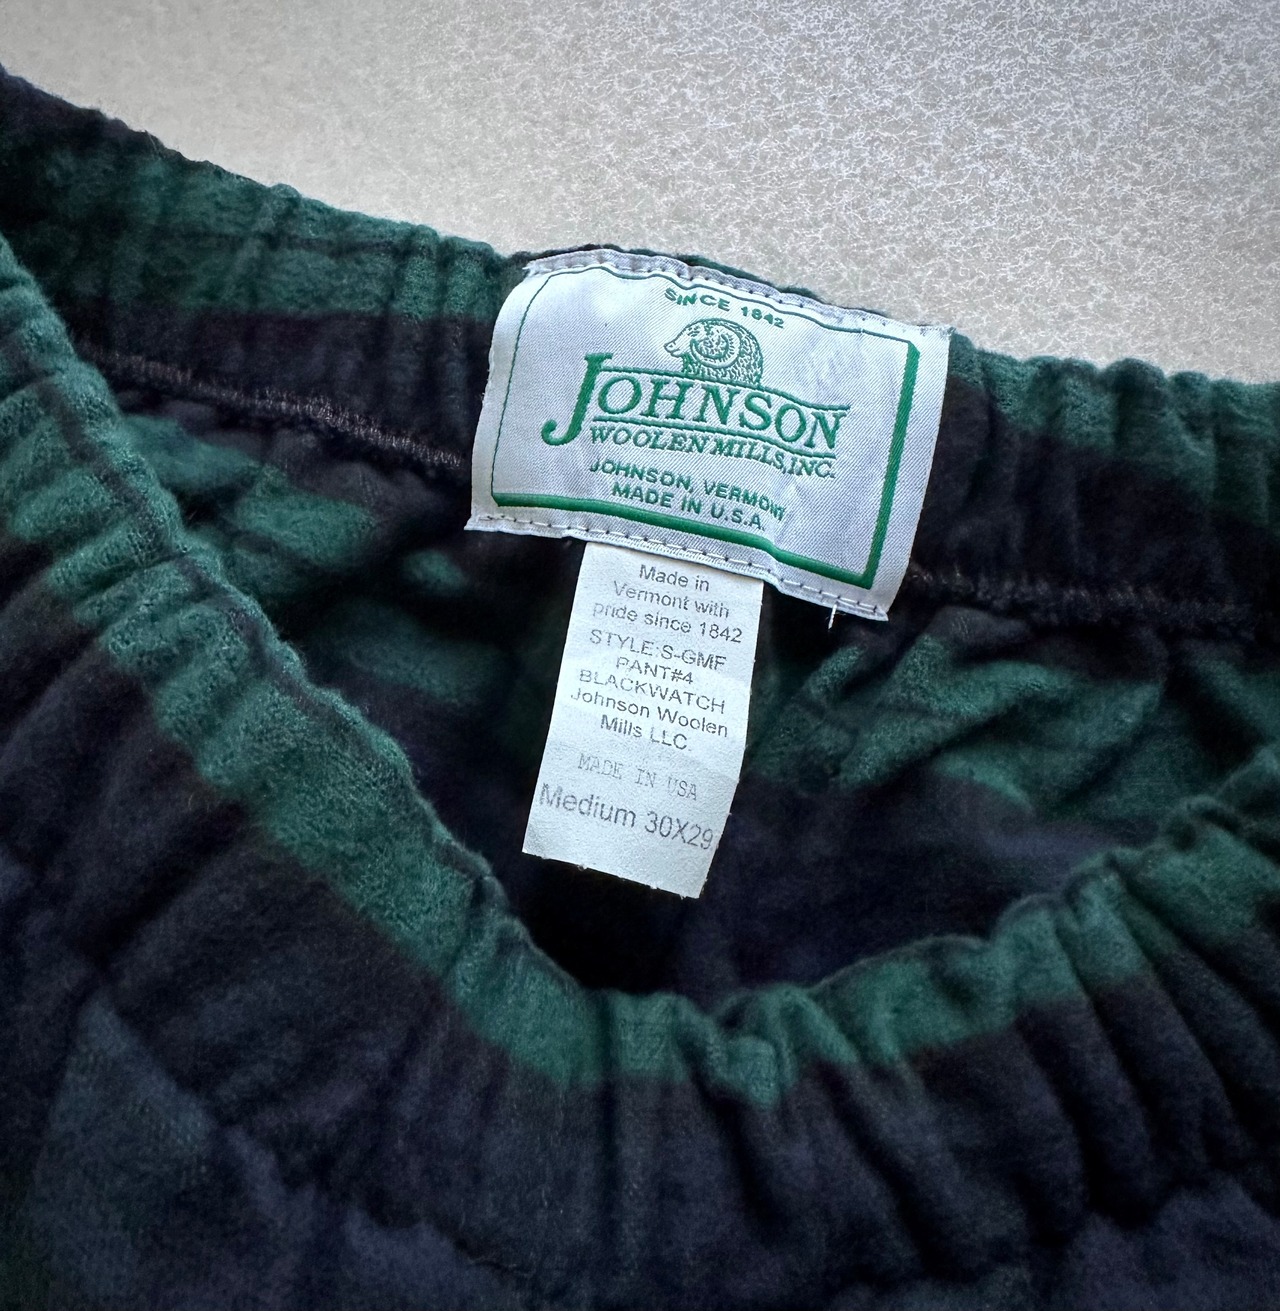 SINCE 1842
JOHNSON
WOOLEN MILLS, INC.
JOHNSON, VERMONT
MADE IN U.S.A.
Made in
Vermont with
pride since 1842
STYLE:S-GMF
PANT#4
BLACKWATCH
Johnson Woolen
Mills LLC.
MADE IN USA
Medium 30X29